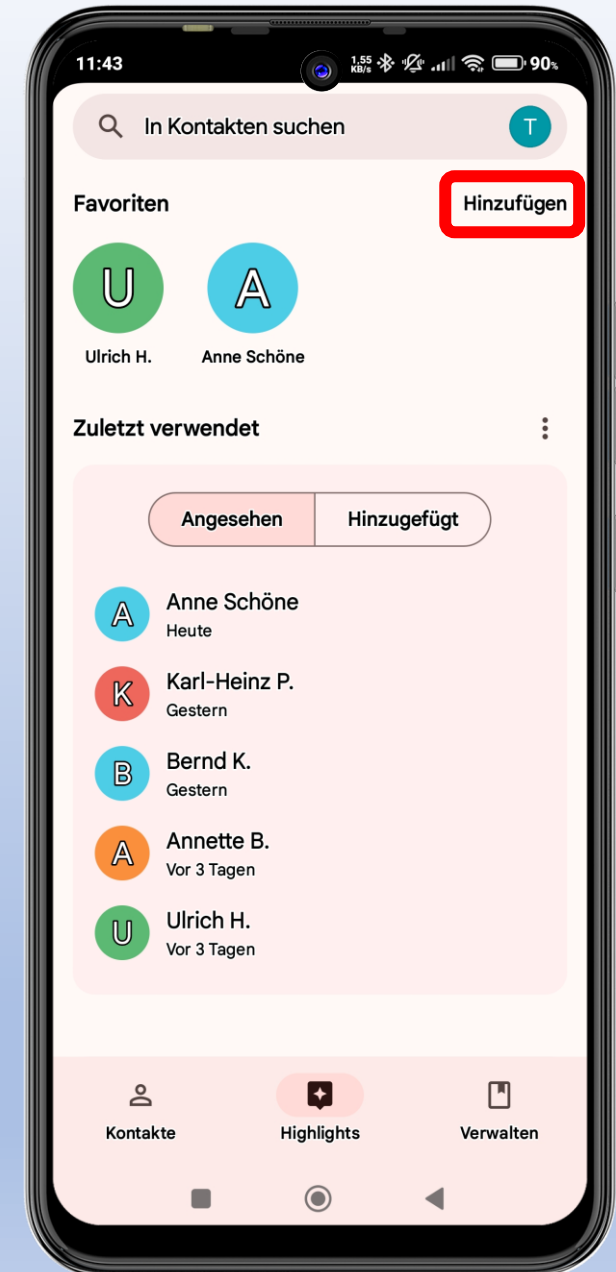 11:43
1,55 KB/s 90%
In Kontakten suchen
T
Favoriten
Hinzufügen
U
A
Ulrich H.
Anne Schöne
Zuletzt verwendet
Angesehen
Hinzugefügt
A
Anne Schöne
Heute
K
Karl-Heinz P.
Gestern
B
Bernd K.
Gestern
A
Annette B.
Vor 3 Tagen
U
Ulrich H.
Vor 3 Tagen
Kontakte
Highlights
Verwalten